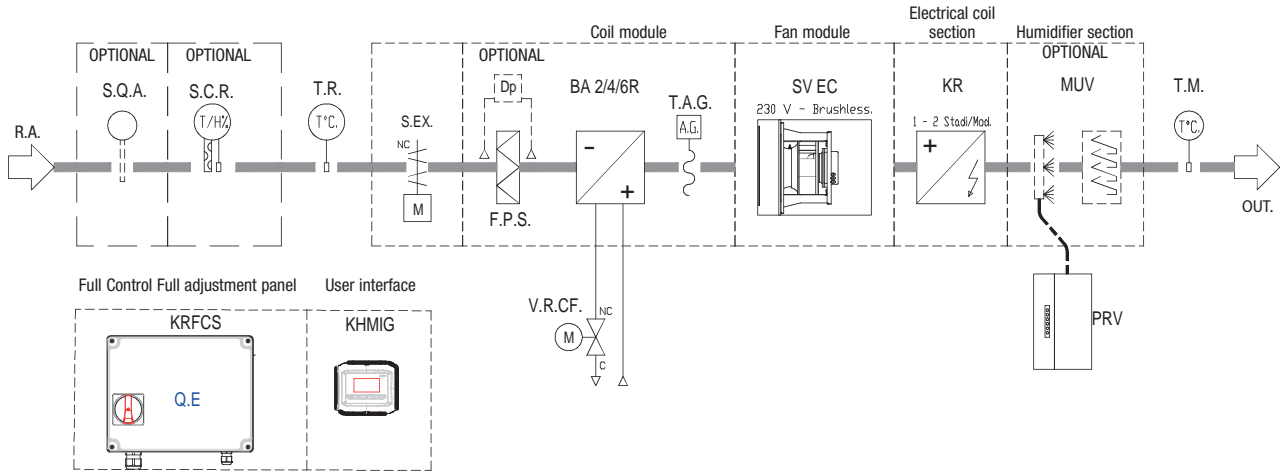 Electrical coil
section
Coil module
Fan module
Humidifier section
OPTIONAL
OPTIONAL
OPTIONAL
OPTIONAL
S.Q.A.
S.C.R.
T.R.
Dp
BA 2/4/6R
SV EC
KR
MUV
T.M.
T/H%
T°C.
S.EX.
NC
T.A.G.
A.G.
230 V - Brushless.
1 - 2 Stadi/Mod.
T°C.
R.A.
-
+
+
M
F.P.S.
OUT.
Full Control Full adjustment panel
User interface
V.R.CF.
NC
M
C
PRV
KRFCS
KHMIG
Q.E